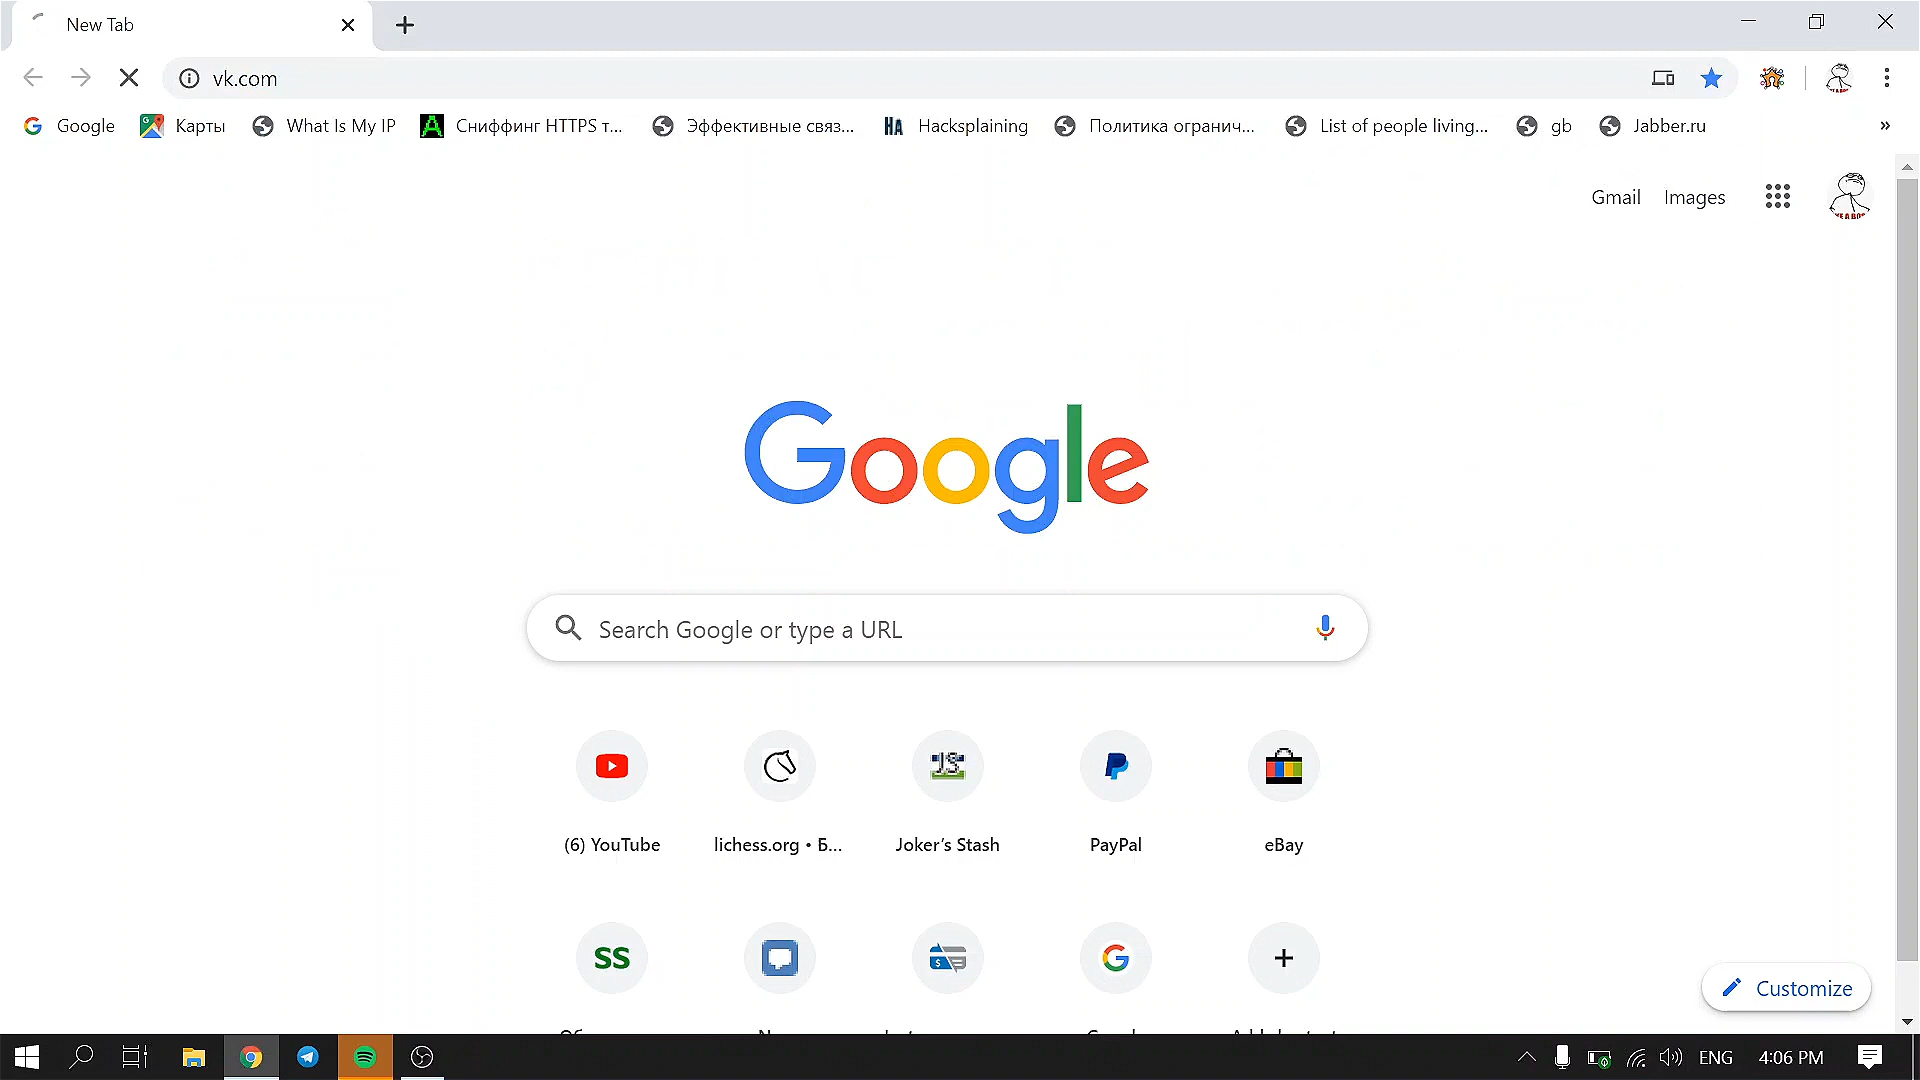 New Tab
vk.com
Google Карты What Is My IP Сниффинг HTTPS т... Эффективные связ... HA Hacksplaining Политика огранич... List of people living... gb Jabber.ru »
Gmail Images
Google
Search Google or type a URL
(6) YouTube lichess.org • Б... Joker's Stash PayPal eBay
SS
Customize
ENG 4:06 PM